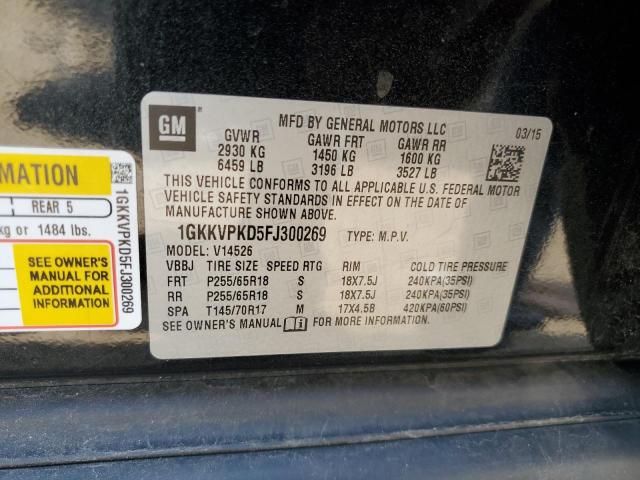 GM
MFD BY GENERAL MOTORS LLC 03/15
GVWR GAWR FRT GAWR RR
2930 KG 1450 KG 1600 KG
6459 LB 3196 LB 3527 LB
THIS VEHICLE CONFORMS TO ALL APPLICABLE U.S. FEDERAL MOTOR
VEHICLE SAFETY STANDARDS IN EFFECT ON THE DATE OF
MANUFACTURE SHOWN ABOVE.
1GKKVPKD5FJ300269 TYPE: M.P.V.
MODEL: V14526
VBBJ TIRE SIZE SPEED RTG RIM COLD TIRE PRESSURE
FRT P255/65R18 S 18X7.5J 240KPA(35PSI)
RR P255/65R18 S 18X7.5J 240KPA(35PSI)
SPA T145/70R17 M 17X4.5B 420KPA(60PSI)
SEE OWNER'S MANUAL FOR MORE INFORMATION.
MATION
REAR 5
kg or 1484 lbs.
SEE OWNER'S
MANUAL FOR
ADDITIONAL
INFORMATION
1GKKVPKD5FJ300269